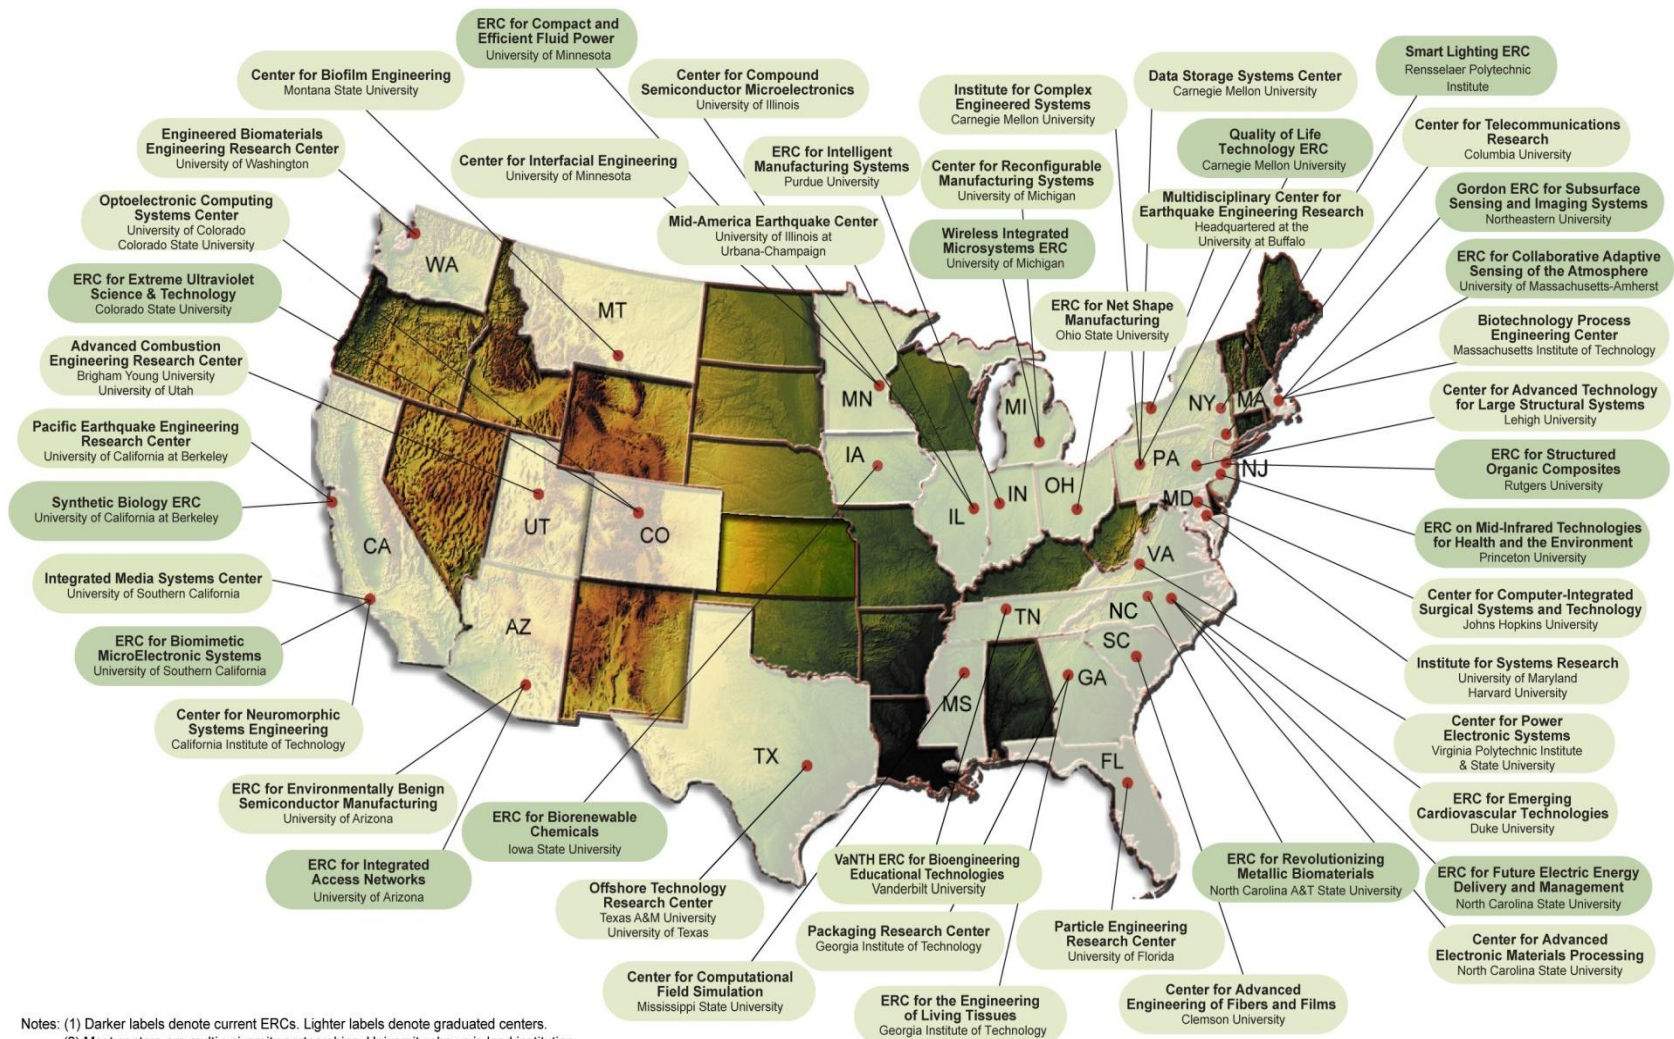 ERC for Compact and
Efficient Fluid Power
University of Minnesota
Center for Biofilm Engineering
Montana State University
Center for Compound
Semiconductor Microelectronics
University of Illinois
Institute for Complex
Engineered Systems
Carnegie Mellon University
Data Storage Systems Center
Carnegie Mellon University
Smart Lighting ERC
Rensselaer Polytechnic
Institute
Engineered Biomaterials
Engineering Research Center
University of Washington
Center for Interfacial Engineering
University of Minnesota
ERC for Intelligent
Manufacturing Systems
Purdue University
Center for Reconfigurable
Manufacturing Systems
University of Michigan
Quality of Life
Technology ERC
Carnegie Mellon University
Center for Telecommunications
Research
Columbia University
Optoelectronic Computing
Systems Center
University of Colorado
Colorado State University
Mid-America Earthquake Center
University of Illinois at
Urbana-Champaign
Wireless Integrated
Microsystems ERC
University of Michigan
Multidisciplinary Center for
Earthquake Engineering Research
Headquartered at the
University at Buffalo
Gordon ERC for Subsurface
Sensing and Imaging Systems
Northeastern University
ERC for Extreme Ultraviolet
Science & Technology
Colorado State University
ERC for Net Shape
Manufacturing
Ohio State University
ERC for Collaborative Adaptive
Sensing of the Atmosphere
University of Massachusetts-Amherst
Advanced Combustion
Engineering Research Center
Brigham Young University
University of Utah
Biotechnology Process
Engineering Center
Massachusetts Institute of Technology
Pacific Earthquake Engineering
Research Center
University of California at Berkeley
Center for Advanced Technology
for Large Structural Systems
Lehigh University
Synthetic Biology ERC
University of California at Berkeley
ERC for Structured
Organic Composites
Rutgers University
Integrated Media Systems Center
University of Southern California
ERC on Mid-Infrared Technologies
for Health and the Environment
Princeton University
ERC for Biomimetic
MicroElectronic Systems
University of Southern California
Center for Computer-Integrated
Surgical Systems and Technology
Johns Hopkins University
Center for Neuromorphic
Systems Engineering
California Institute of Technology
Institute for Systems Research
University of Maryland
Harvard University
ERC for Environmentally Benign
Semiconductor Manufacturing
University of Arizona
Center for Power
Electronic Systems
Virginia Polytechnic Institute
& State University
ERC for Integrated
Access Networks
University of Arizona
ERC for Biorenewable
Chemicals
Iowa State University
ERC for Emerging
Cardiovascular Technologies
Duke University
Offshore Technology
Research Center
Texas A&M University
University of Texas
VaNTH ERC for Bioengineering
Educational Technologies
Vanderbilt University
ERC for Revolutionizing
Metallic Biomaterials
North Carolina A&T State University
ERC for Future Electric Energy
Delivery and Management
North Carolina State University
Packaging Research Center
Georgia Institute of Technology
Particle Engineering
Research Center
University of Florida
Center for Advanced
Electronic Materials Processing
North Carolina State University
Center for Computational
Field Simulation
Mississippi State University
ERC for the Engineering
of Living Tissues
Georgia Institute of Technology
Center for Advanced
Engineering of Fibers and Films
Clemson University
WA
MT
MN
MI
NY
MA
IA
PA
NJ
IL
IN
OH
MD
CA
UT
CO
VA
AZ
TN
NC
SC
MS
GA
TX
FL
Notes: (1) Darker labels denote current ERCs. Lighter labels denote graduated centers.